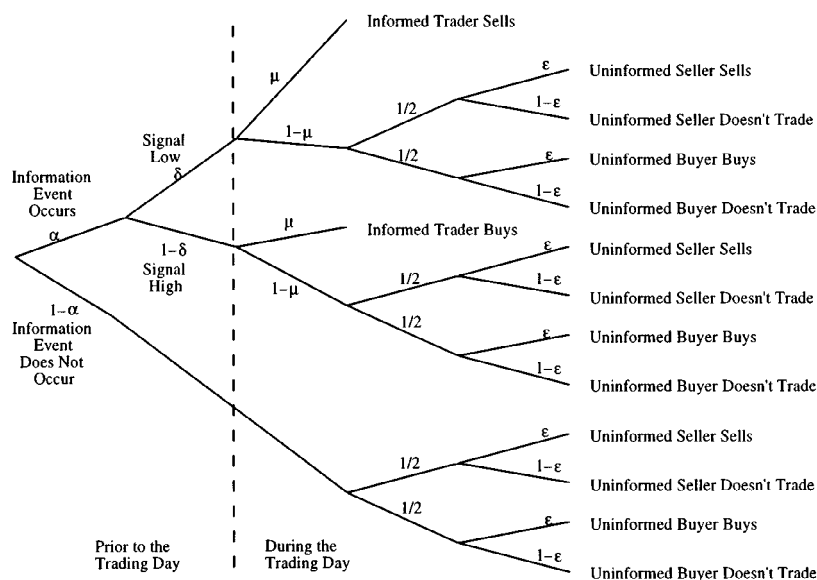 Informed Trader Sells
μ
ε
Uninformed Seller Sells
1/2
1−ε
Uninformed Seller Doesn't Trade
Signal
Low
δ
1−μ
1/2
ε
Uninformed Buyer Buys
1−ε
Uninformed Buyer Doesn't Trade
Information
Event
Occurs
α
μ
Informed Trader Buys
1−δ
Signal
High
1−μ
1/2
ε
Uninformed Seller Sells
1−ε
Uninformed Seller Doesn't Trade
1/2
ε
Uninformed Buyer Buys
1−ε
Uninformed Buyer Doesn't Trade
1−α
Information
Event
Does Not
Occur
1/2
ε
Uninformed Seller Sells
1−ε
Uninformed Seller Doesn't Trade
1/2
ε
Uninformed Buyer Buys
1−ε
Uninformed Buyer Doesn't Trade
Prior to the
Trading Day
During the
Trading Day